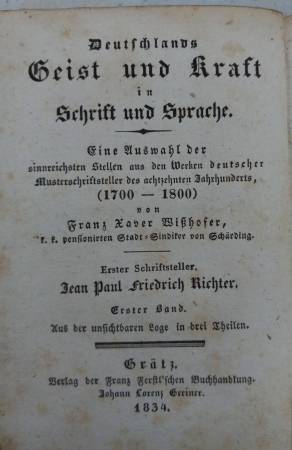 Deutschlands
Geist und Kraft
in
Schrift und Sprache.
Eine Auswahl der
sinnreichsten Stellen aus den Werken deutscher
Musterschriftsteller des achtzehnten Jahrhunderts,
(1700 — 1800)
von
Franz Xaver Wißhofer,
k. k. pensionirten Stadt-Sindiker von Schärding.
Erster Schriftsteller.
Jean Paul Friedrich Richter.
Erster Band.
Aus der unsichtbaren Loge in drei Theilen.
Grätz.
Verlag der Franz Ferstl'schen Buchhandlung.
Johann Lorenz Greiner.
1834.